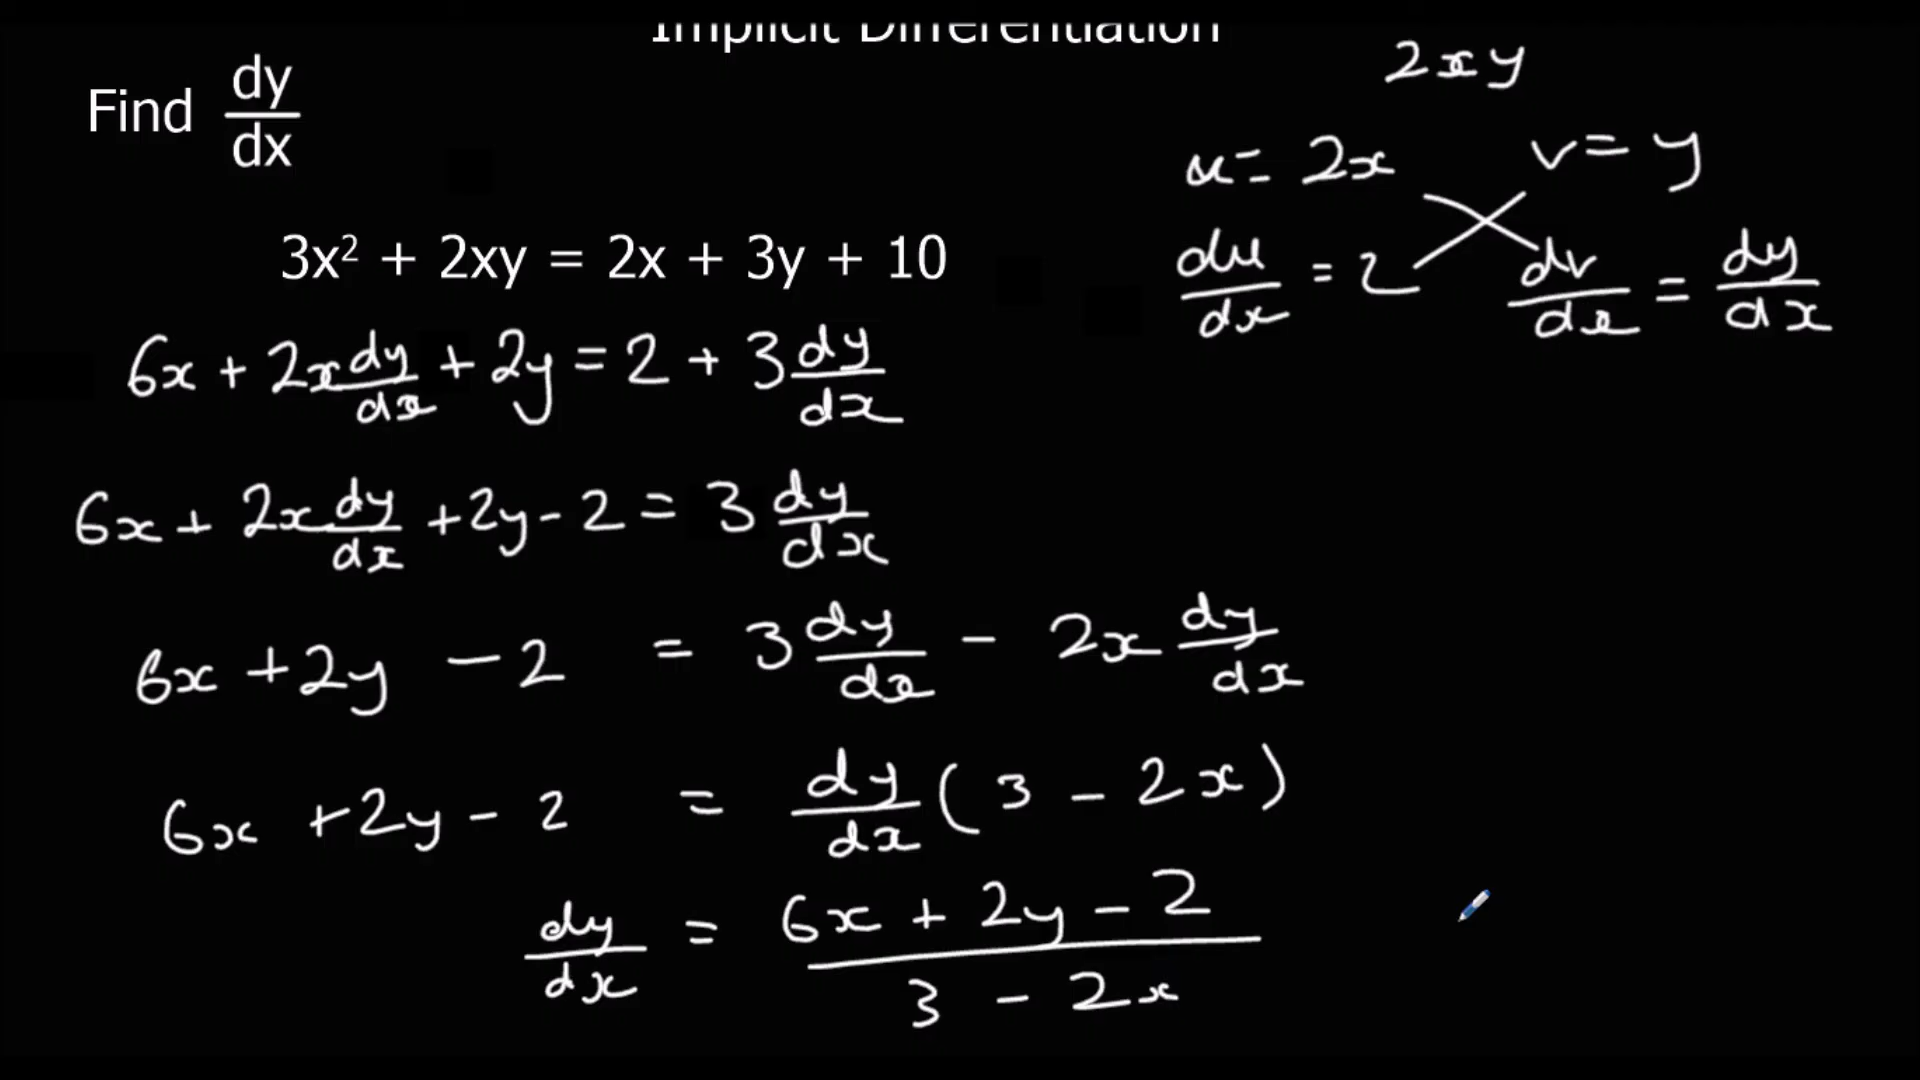 Implicit Differentiation
Find dy/dx
3x² + 2xy = 2x + 3y + 10
2xy
u = 2x   v = y
du/dx = 2   dv/dx = dy/dx
6x + 2x dy/dx + 2y = 2 + 3 dy/dx
6x + 2x dy/dx + 2y - 2 = 3 dy/dx
6x + 2y - 2 = 3 dy/dx - 2x dy/dx
6x + 2y - 2 = dy/dx (3 - 2x)
dy/dx = (6x + 2y - 2)/(3 - 2x)